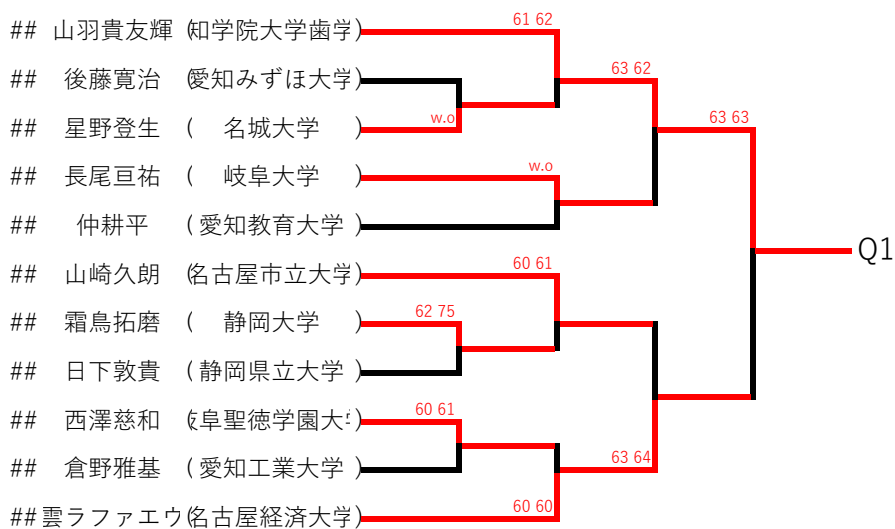 61 62
## 山羽貴友輝 (知学院大学歯学)
63 62
## 後藤寛治 (愛知みずほ大学)
w.o
63 63
## 星野登生 ( 名城大学 )
w.o
## 長尾亘祐 ( 岐阜大学 )
## 仲耕平 (愛知教育大学 )
Q1
60 61
## 山崎久朗 (名古屋市立大学)
62 75
## 霜鳥拓磨 ( 静岡大学 )
## 日下敦貴 ( 静岡県立大学 )
60 61
## 西澤慈和 岐阜聖徳学園大学
63 64
## 倉野雅基 ( 愛知工業大学 )
60 60
## 雲ラファエウ(名古屋経済大学)